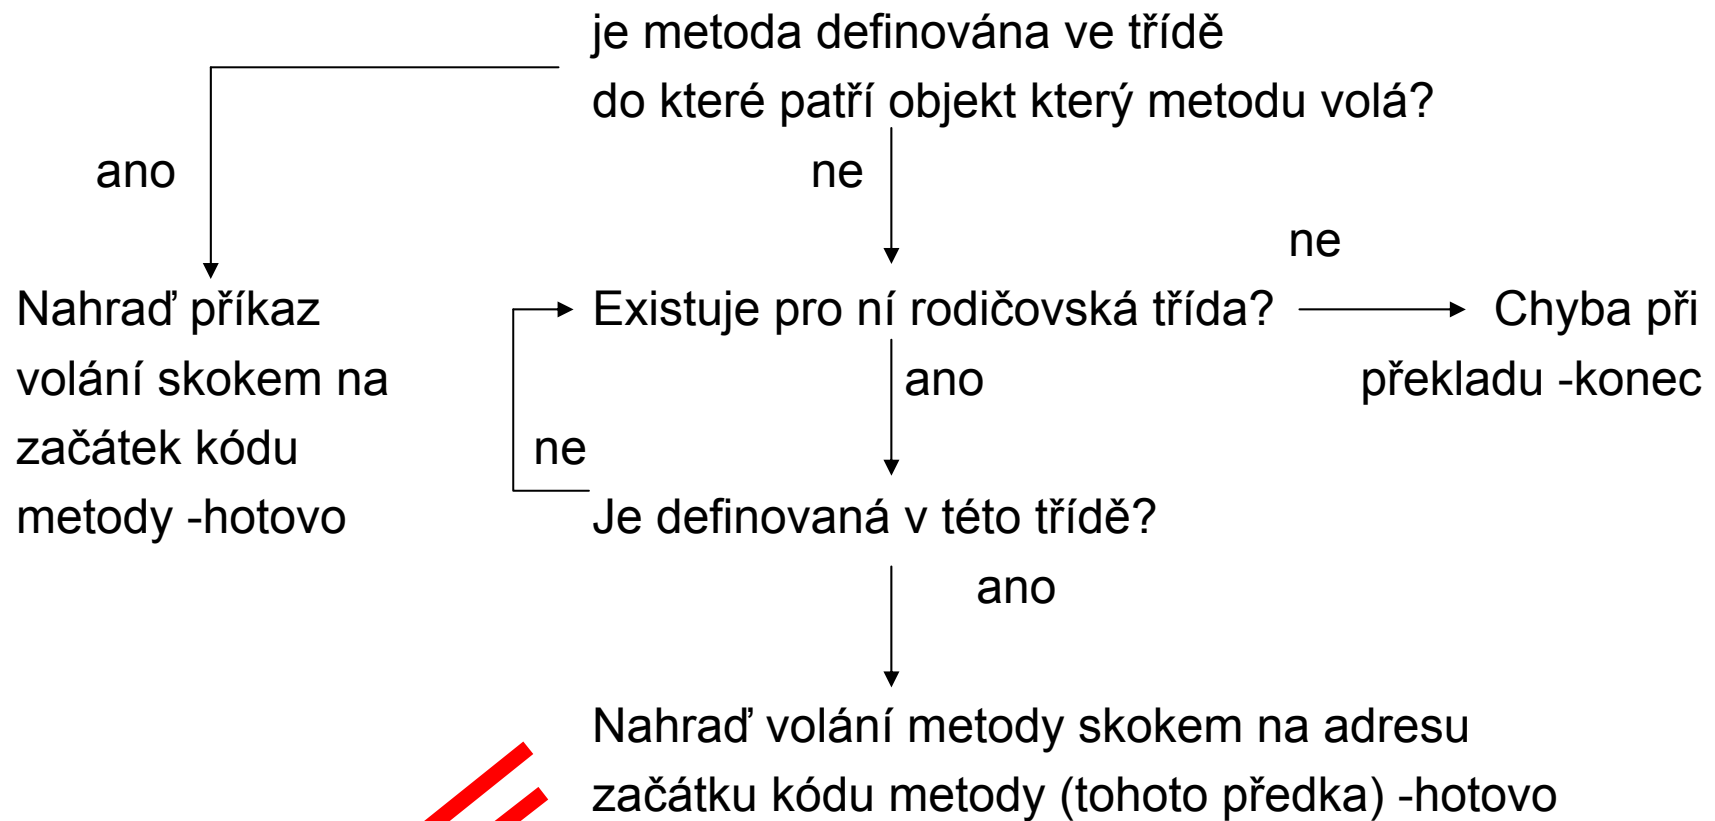 je metoda definována ve třídě
do které patří objekt který metodu volá?
ano
ne
ne
Nahraď příkaz
volání skokem na
začátek kódu
metody -hotovo
Existuje pro ní rodičovská třída?
Chyba při
překladu -konec
ano
ne
Je definovaná v této třídě?
ano
Nahraď volání metody skokem na adresu
začátku kódu metody (tohoto předka) -hotovo